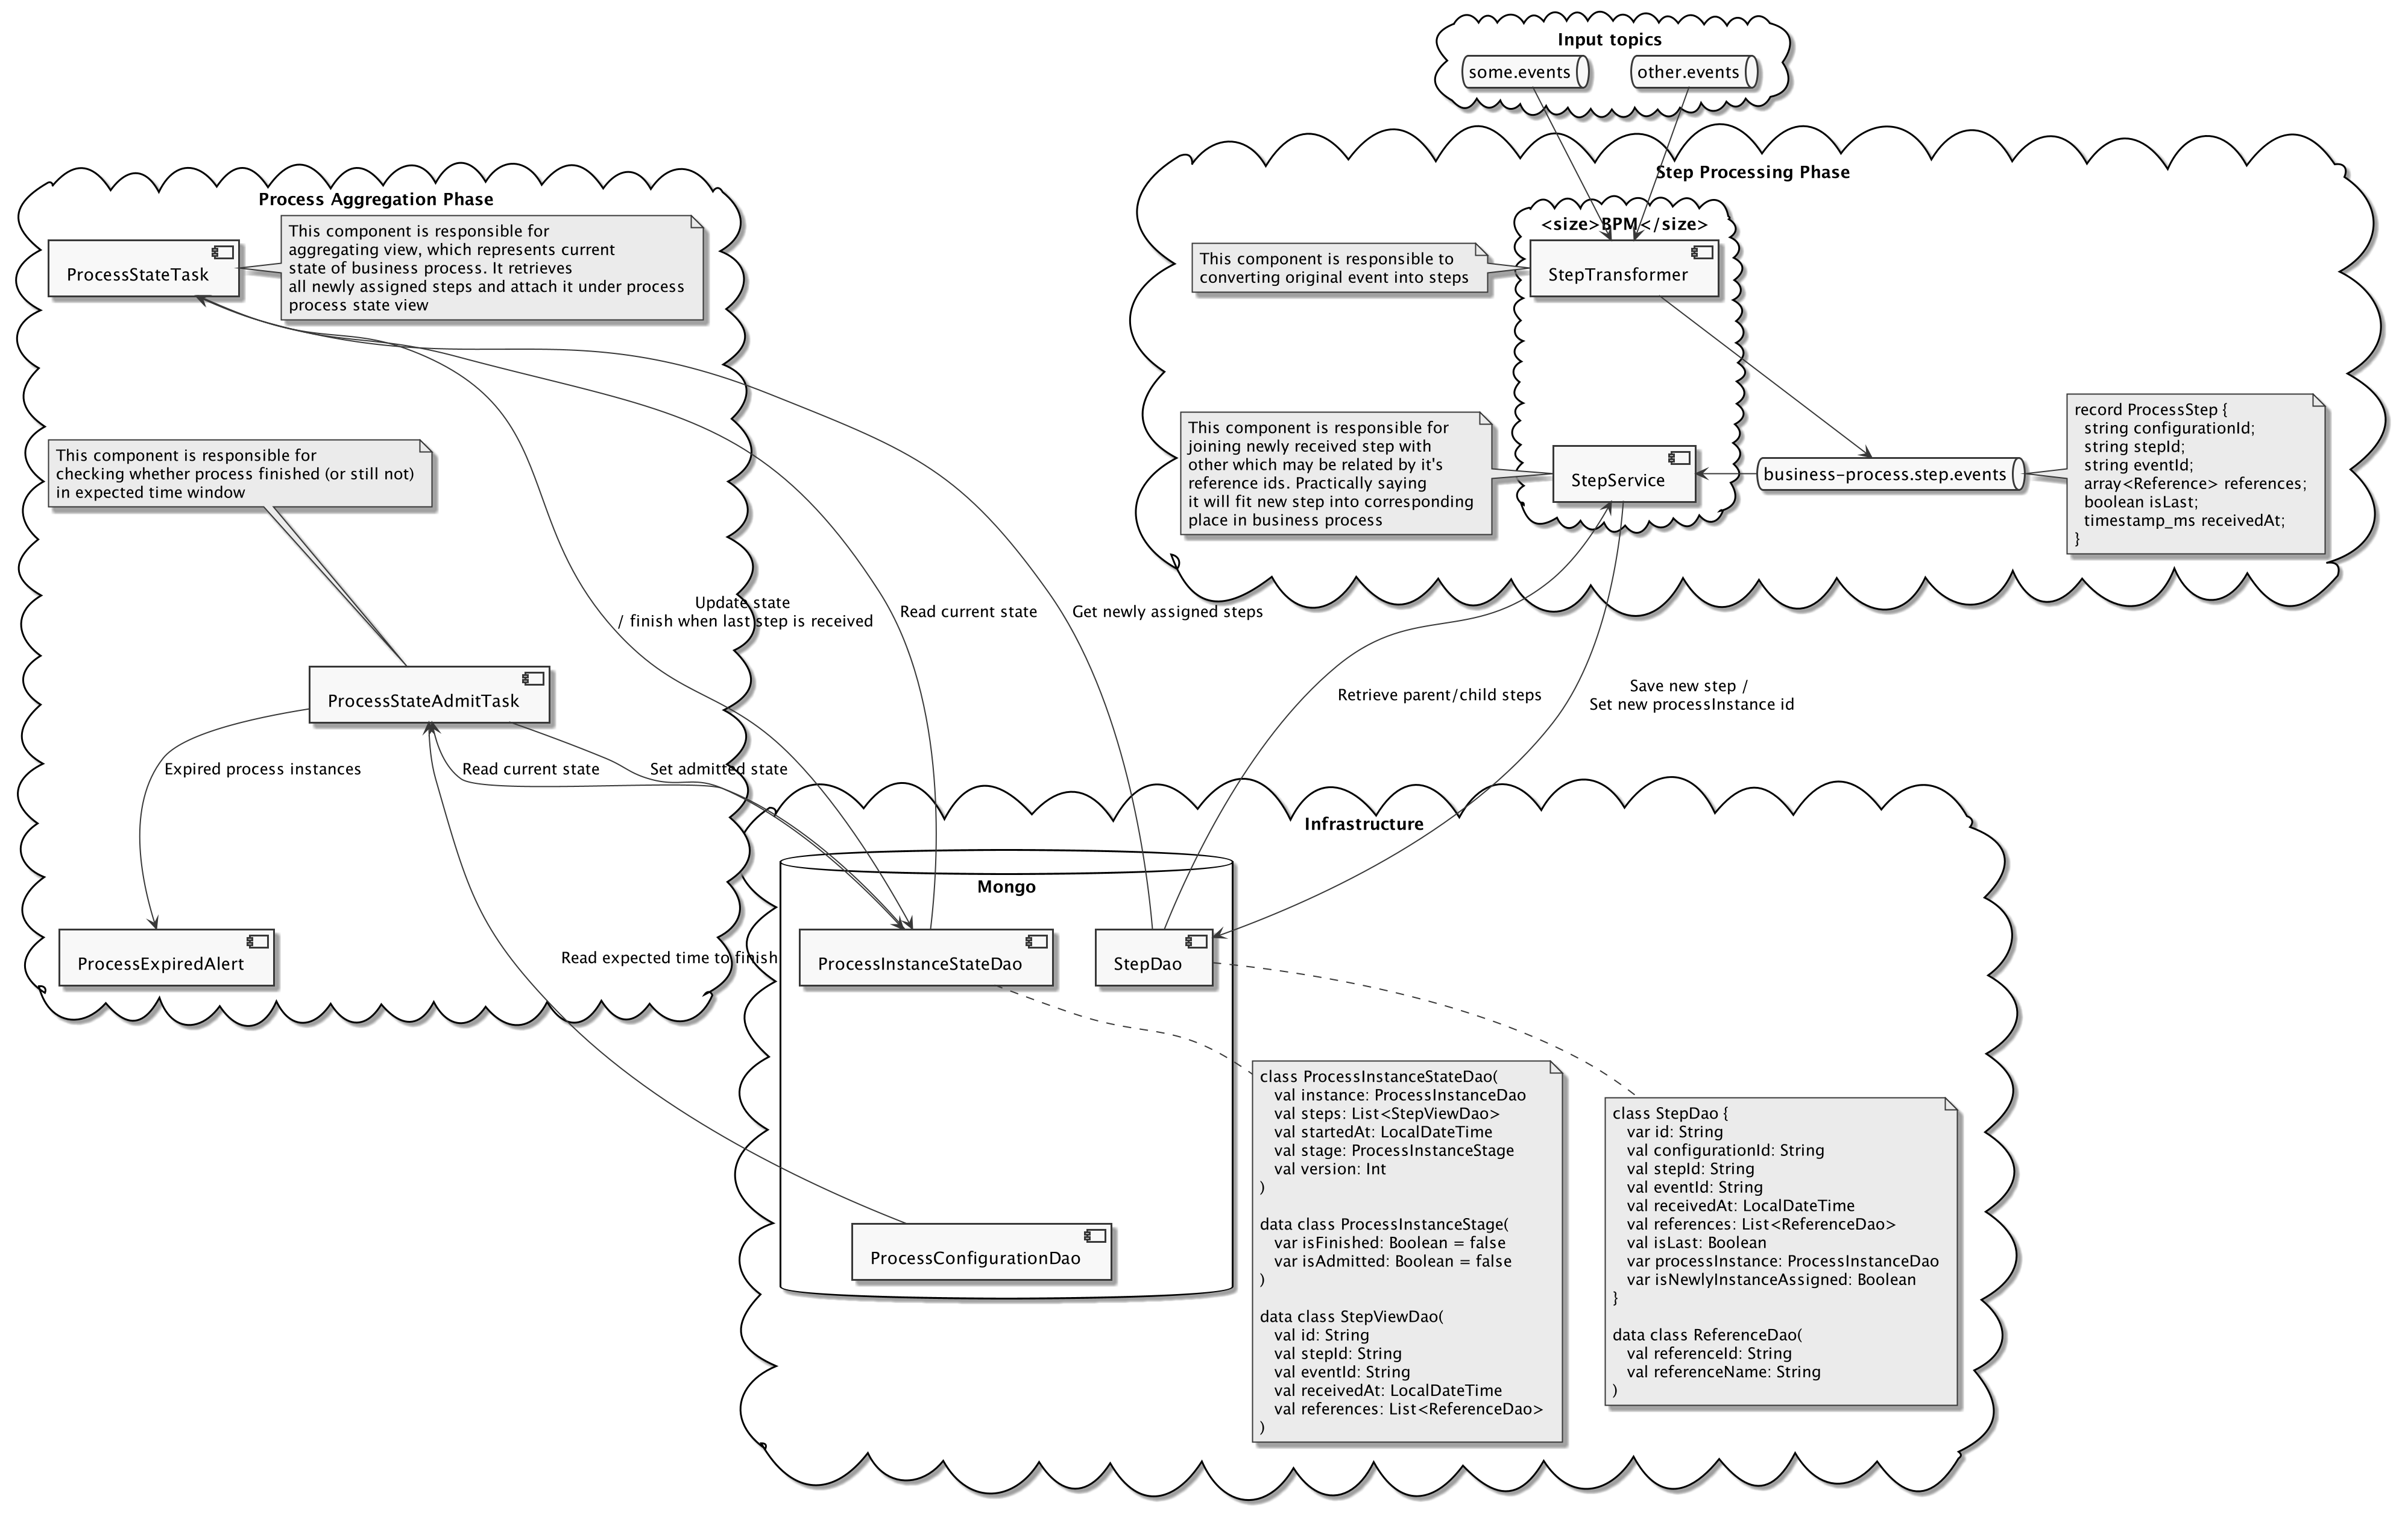 Input topics
some.events
other.events
Step Processing Phase
<size>BPM</size>
This component is responsible to
converting original event into steps
StepTransformer
This component is responsible for
joining newly received step with
other which may be related by it's
reference ids. Practically saying
it will fit new step into corresponding
place in business process
StepService
business-process.step.events
record ProcessStep {
string configurationId;
string stepId;
string eventId;
array<Reference> references;
boolean isLast;
timestamp_ms receivedAt;
}
Process Aggregation Phase
ProcessStateTask
This component is responsible for
aggregating view, which represents current
state of business process. It retrieves
all newly assigned steps and attach it under process
process state view
This component is responsible for
checking whether process finished (or still not)
in expected time window
Update state
/ finish when last step is received
Read current state
Get newly assigned steps
Retrieve parent/child steps
Save new step /
Set new processInstance id
ProcessStateAdmitTask
Expired process instances
Read current state
Set admitted state
Infrastructure
Mongo
ProcessExpiredAlert
Read expected time to finish
ProcessInstanceStateDao
StepDao
ProcessConfigurationDao
class ProcessInstanceStateDao(
val instance: ProcessInstanceDao
val steps: List<StepViewDao>
val startedAt: LocalDateTime
val stage: ProcessInstanceStage
val version: Int
)
data class ProcessInstanceStage(
var isFinished: Boolean = false
var isAdmitted: Boolean = false
)
data class StepViewDao(
val id: String
val stepId: String
val eventId: String
val receivedAt: LocalDateTime
val references: List<ReferenceDao>
)
class StepDao {
var id: String
val configurationId: String
val stepId: String
val eventId: String
val receivedAt: LocalDateTime
val references: List<ReferenceDao>
val isLast: Boolean
var processInstance: ProcessInstanceDao
var isNewlyInstanceAssigned: Boolean
}
data class ReferenceDao(
val referenceId: String
val referenceName: String
)